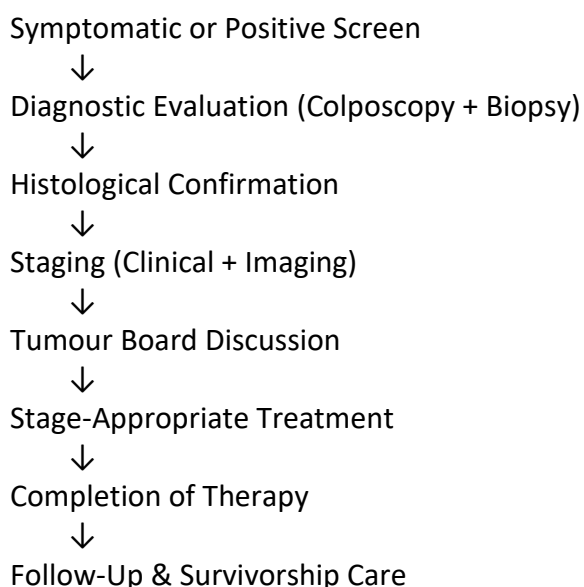 Symptomatic or Positive Screen
↓
Diagnostic Evaluation (Colposcopy + Biopsy)
↓
Histological Confirmation
↓
Staging (Clinical + Imaging)
↓
Tumour Board Discussion
↓
Stage-Appropriate Treatment
↓
Completion of Therapy
↓
Follow-Up & Survivorship Care